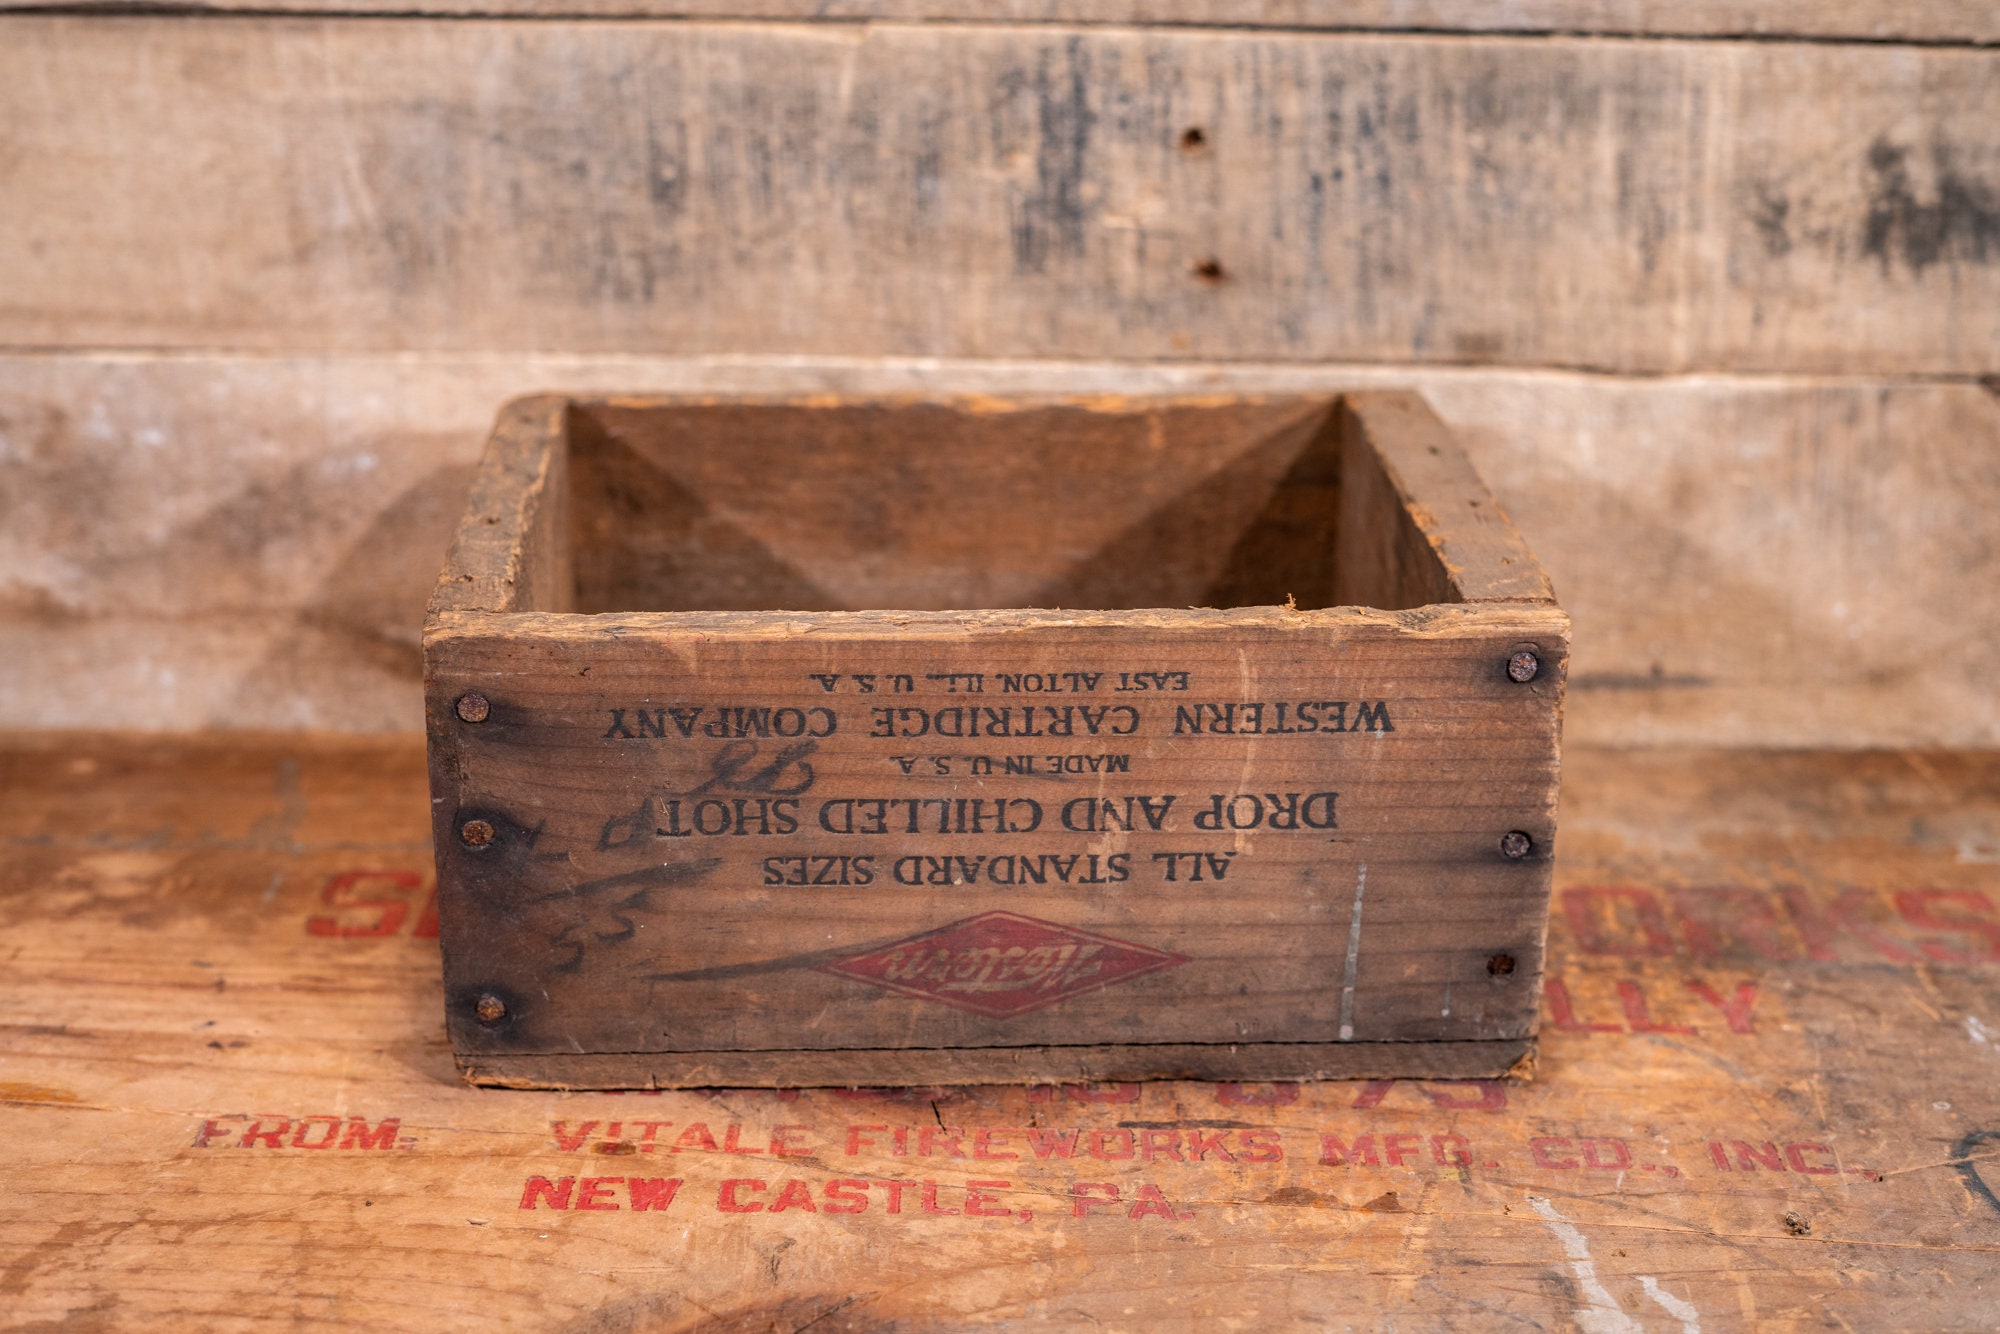 Western
ALL STANDARD SIZES
DROP AND CHILLED SHOT
MADE IN U. S. A.
WESTERN CARTRIDGE COMPANY
EAST ALTON, ILL., U. S. A.
FROM: VITALE FIREWORKS MFG. CO., INC.,
NEW CASTLE, PA.